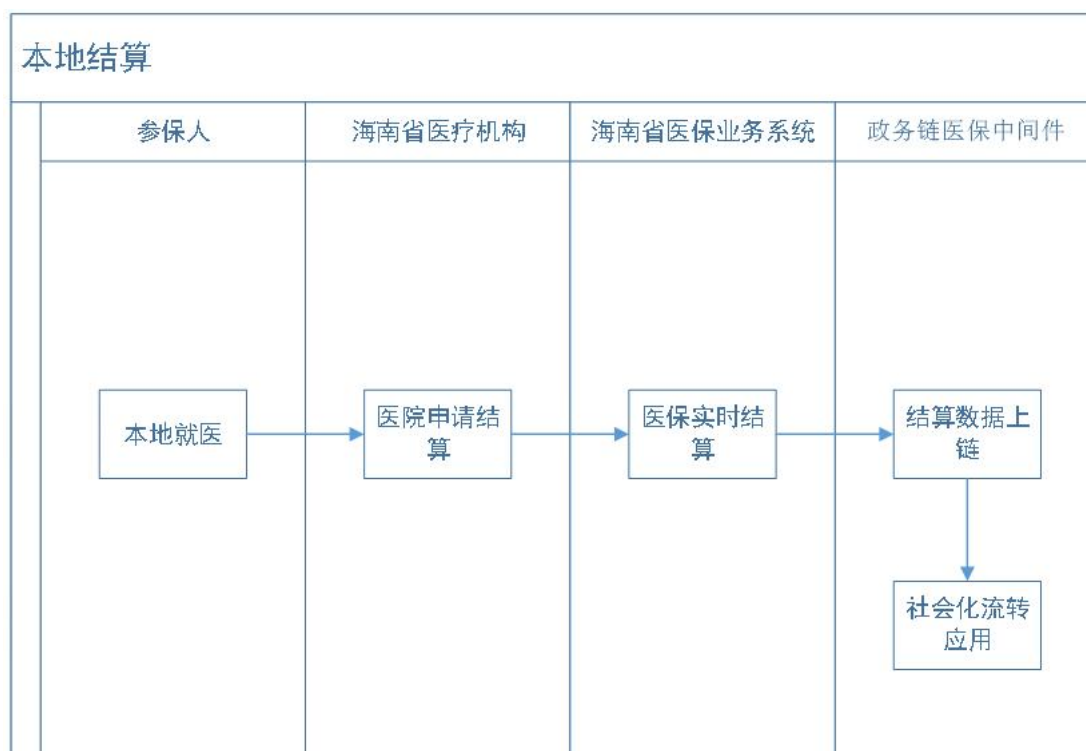 本地结算
参保人
海南省医疗机构
海南省医保业务系统
政务链医保中间件
本地就医
医院申请结
算
医保实时结
算
结算数据上
链
社会化流转
应用